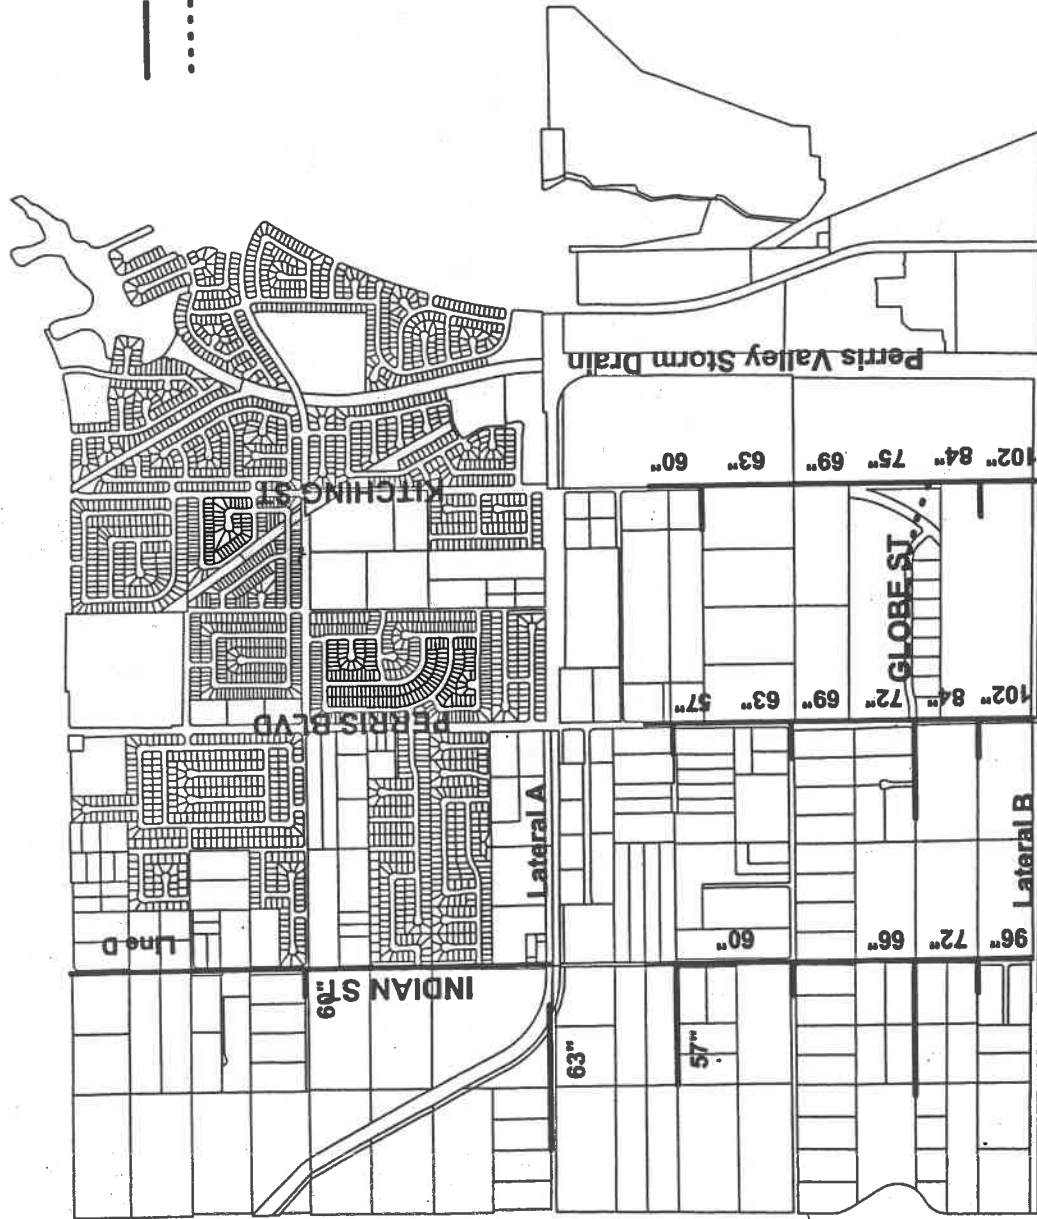 Perris Valley Storm Drain
60" 63" 69" 75" 84" 102"
KITCHING ST
GLOBE ST
57" 63" 69" 72" 84" 102"
PERRIS BLVD
Lateral A
Lateral B
Line D
60" 66" 72" 96"
INDIAN ST
60"
63"
57"